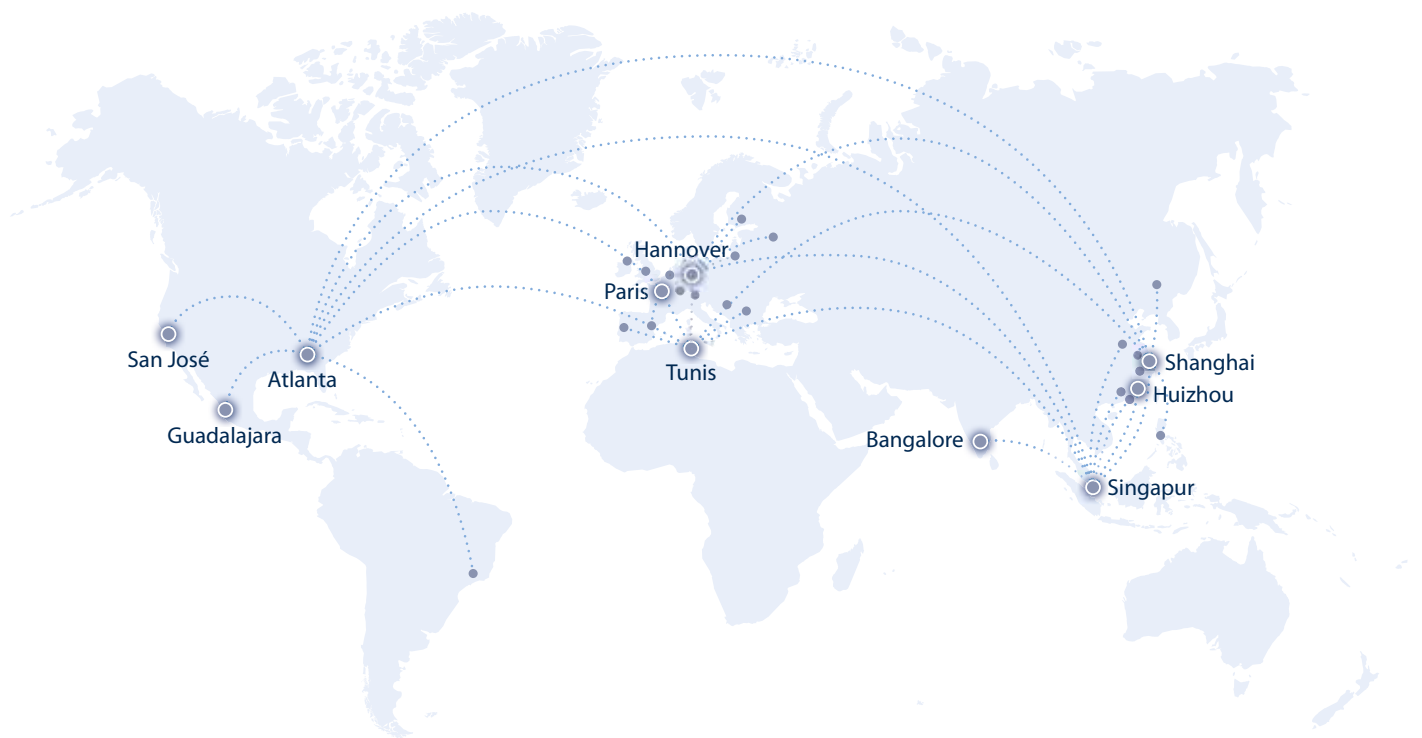 Hannover
Paris
San José
Shanghai
Tunis
Atlanta
Huizhou
Guadalajara
Bangalore
Singapur